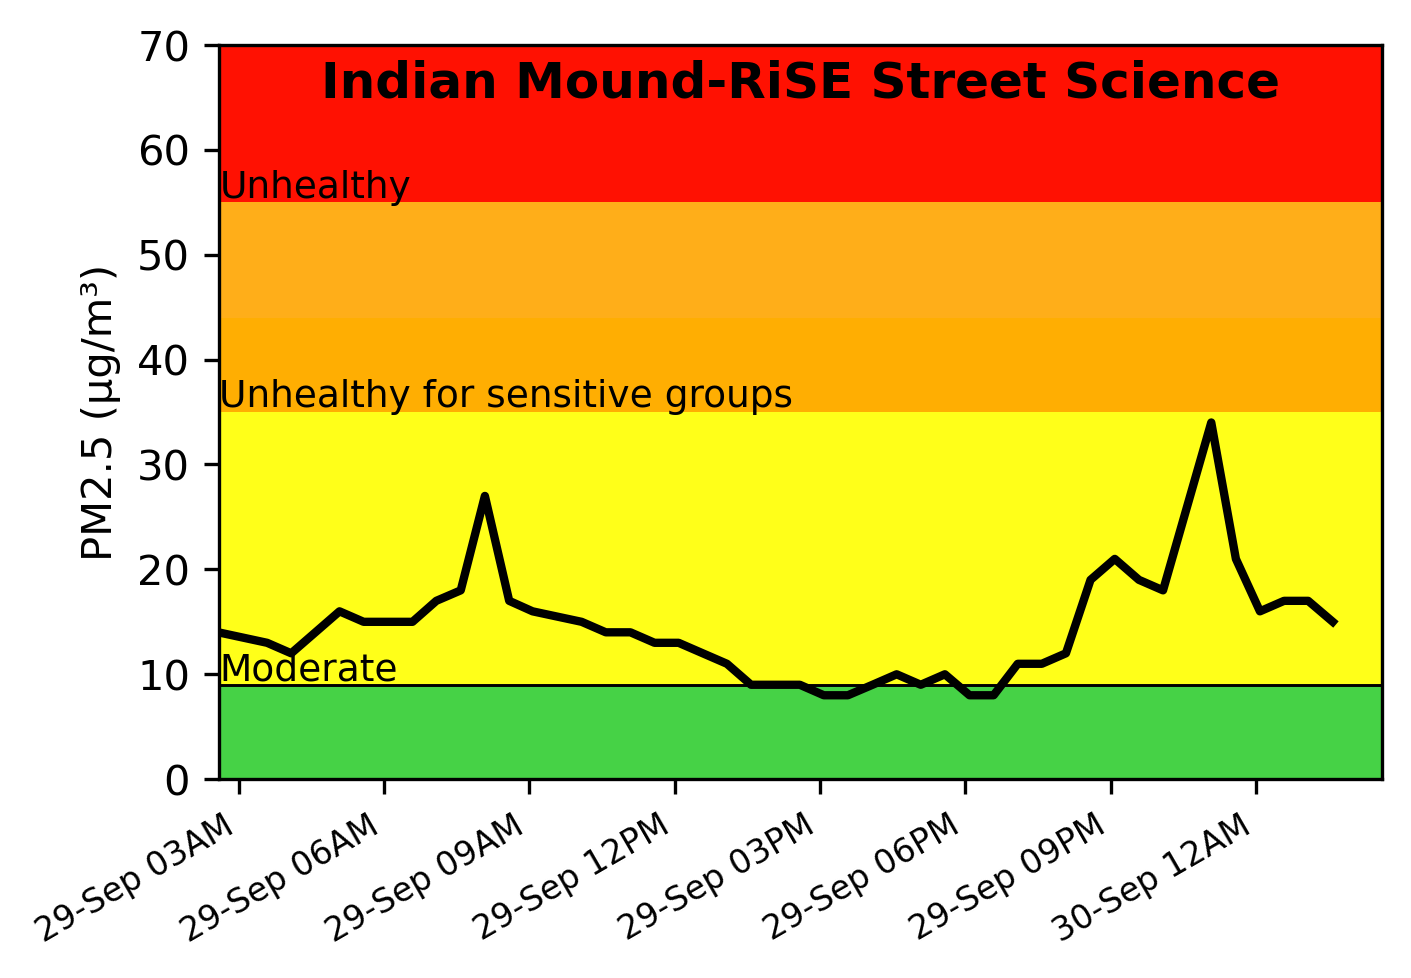 Indian Mound-RiSE Street Science
70
60
Unhealthy
50
40
Unhealthy for sensitive groups
30
20
10
Moderate
0
PM2.5 (µg/m³)
29-Sep 03AM
29-Sep 06AM
29-Sep 09AM
29-Sep 12PM
29-Sep 03PM
29-Sep 06PM
29-Sep 09PM
30-Sep 12AM